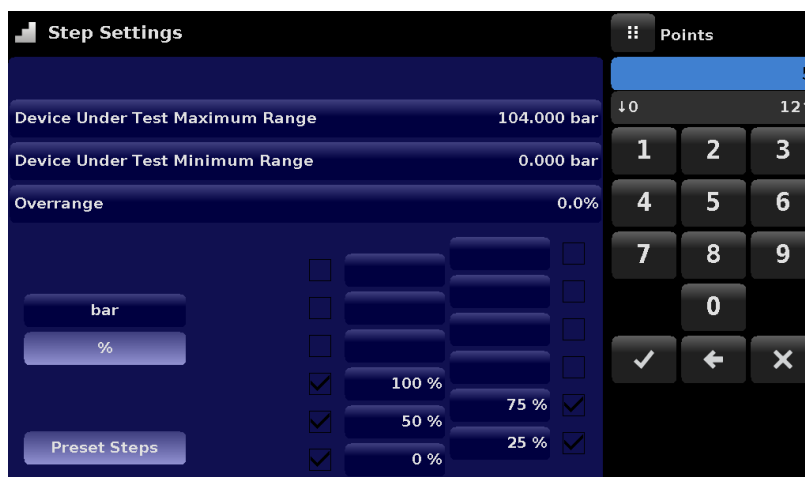 Step Settings
Points
Device Under Test Maximum Range 104.000 bar
↓0
Device Under Test Minimum Range 0.000 bar
Overrange 0.0%
1 2 3
4 5 6
7 8 9
0
bar
%
100 %
75 %
50 %
25 %
0 %
Preset Steps